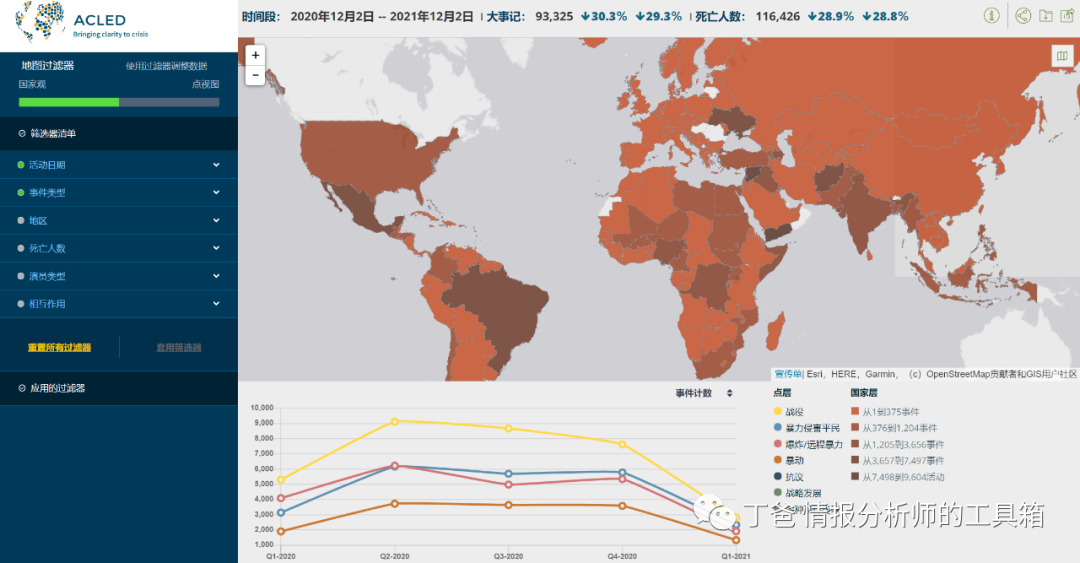 ACLED
Bringing clarity to crisis
时间段： 2020年12月2日 -- 2021年12月2日 | 大事记： 93,325 30.3% 29.3% | 死亡人数： 116,426 28.9% 28.8%
地图过滤器 使用过滤器调整数据
国家观 点视图
筛选器清单
活动日期
事件类型
地区
死亡人数
演员类型
相互作用
重置所有过滤器 套用筛选器
应用的过滤器
+
−
宣传单| Esri，HERE，Garmin，（c）OpenStreetMap贡献者和GIS用户社区
事件计数
10,000
9,000
8,000
7,000
6,000
5,000
4,000
3,000
2,000
1,000
Q1-2020 Q2-2020 Q3-2020 Q4-2020 Q1-2021
点层
战役
暴力侵害平民
爆炸/远程暴力
暴动
抗议
战略发展
国家层
从1到375事件
从376到1,204事件
从1,205到3,656事件
从3,657到7,497事件
从7,498到9,604活动
丁爸 情报分析师的工具箱